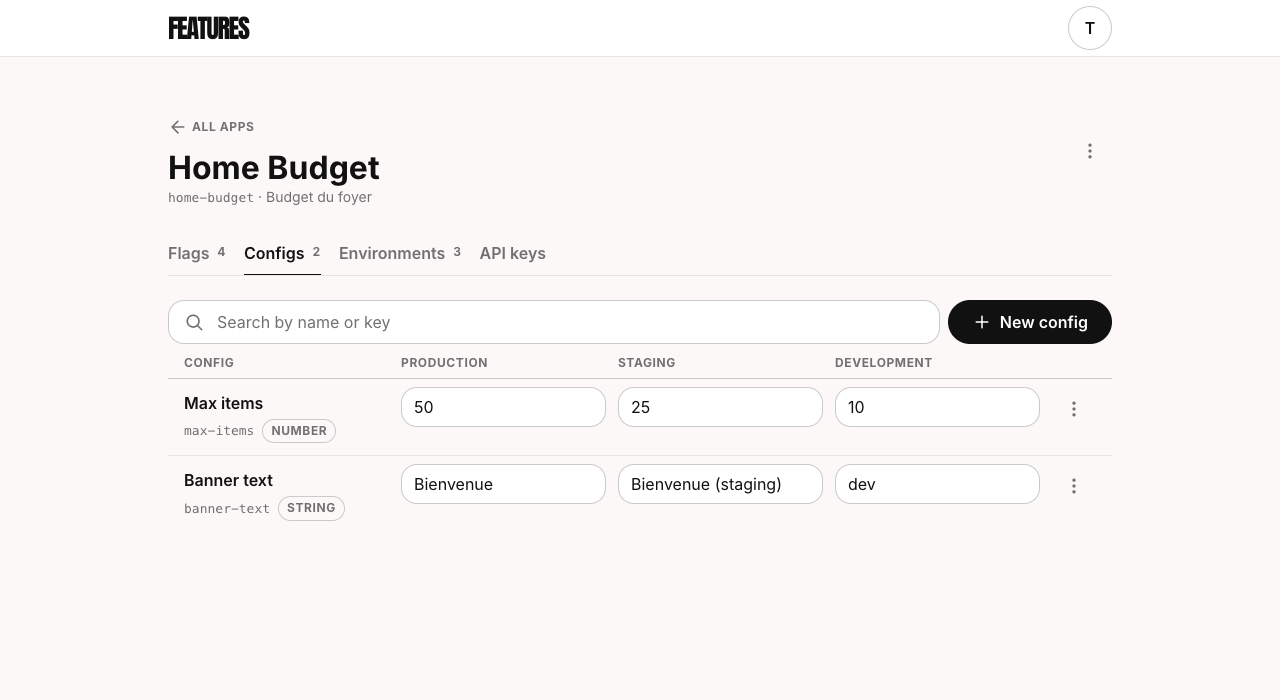 FEATURES
T
ALL APPS
Home Budget
home-budget · Budget du foyer
Flags 4 Configs 2 Environments 3 API keys
Search by name or key
New config
CONFIG PRODUCTION STAGING DEVELOPMENT
Max items 50 25 10
max-items NUMBER
Banner text Bienvenue Bienvenue (staging) dev
banner-text STRING